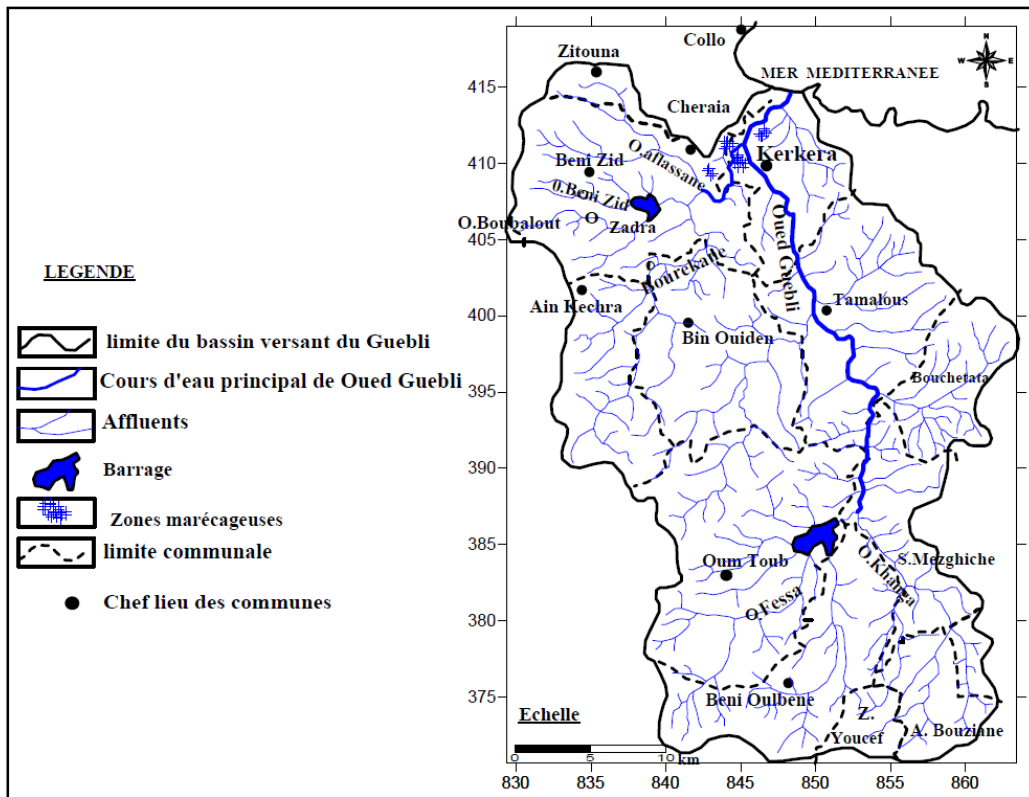 Collo
Zitouna
N
W E
S
415
MER MEDITERRANEE
Cheraia
410
Kerkera
Beni Zid
O.aflassane
0.Beni Zid
O
Zadra
O.Boubalout
405
Oued Guebli
Bourekane
Ain Kechra
Tamalous
400
Bin Ouiden
395
Bouchetata
390
385
Oum Toub
S.Mezghiche
O.Khanga
O.Fessa
380
375
Beni Oulbene
Z.
Youcef
A. Bouziane
Echelle
0 5 10 km
830 835 840 845 850 855 860
LEGENDE
limite du bassin versant du Guebli
Cours d'eau principal de Oued Guebli
Affluents
Barrage
Zones marécageuses
limite communale
Chef lieu des communes